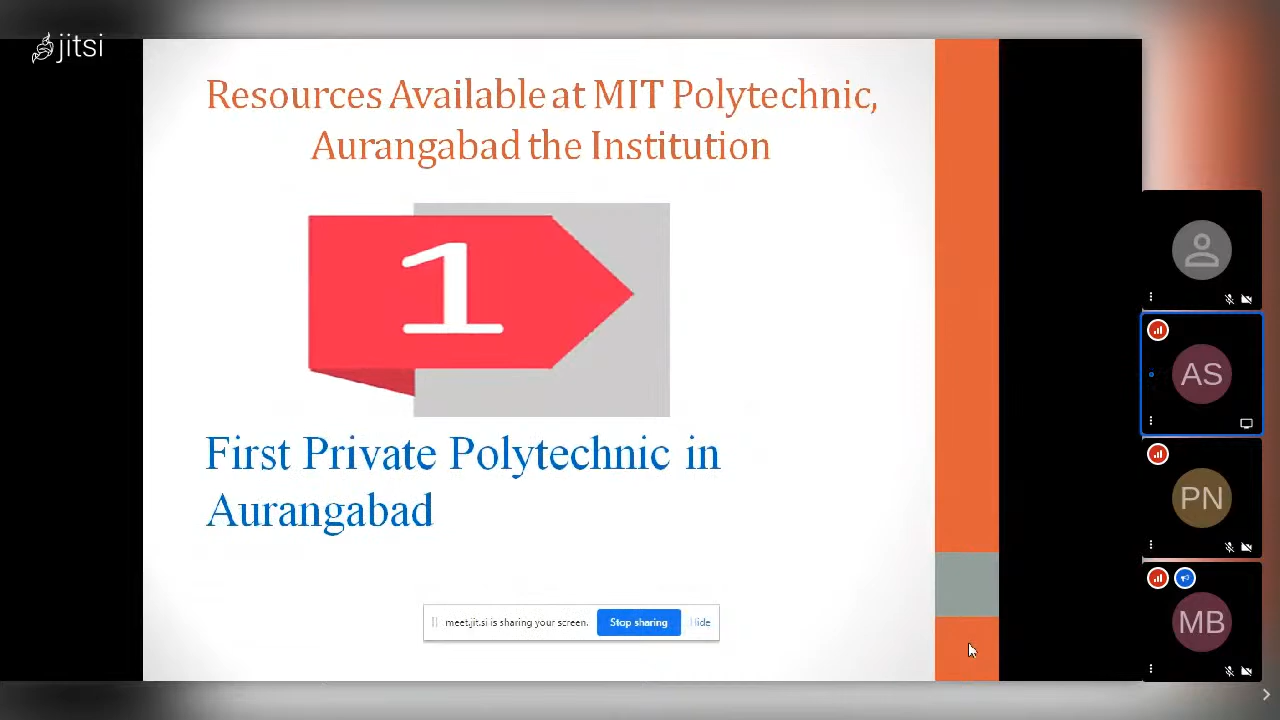 jitsi
Resources Available at MIT Polytechnic,
Aurangabad the Institution
1
First Private Polytechnic in
Aurangabad
meet.jit.si is sharing your screen.
Stop sharing
Hide
AS
PN
MB